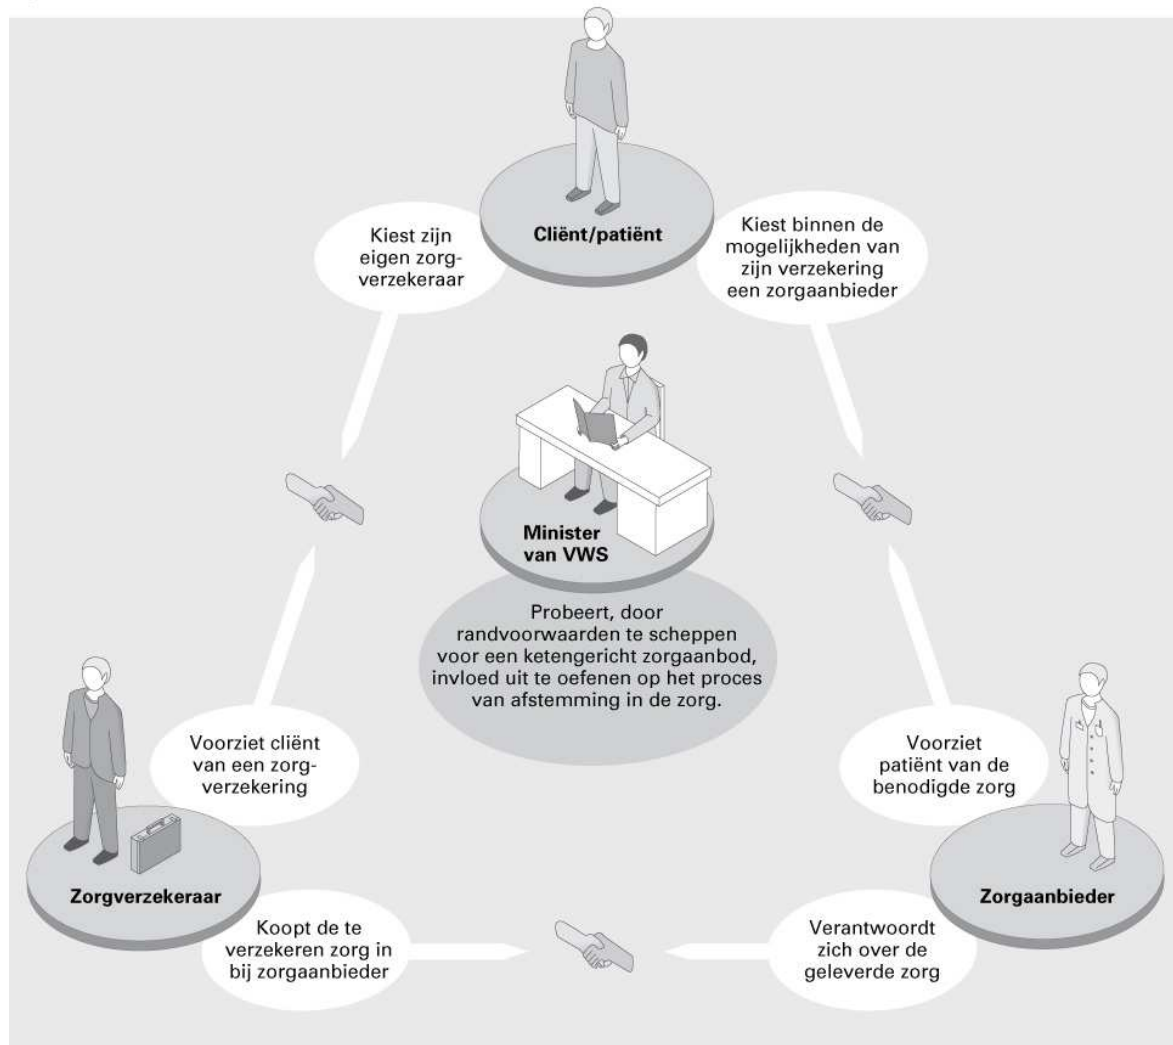 Cliënt/patiënt
Kiest zijn
eigen zorg-
verzekeraar
Kiest binnen de
mogelijkheden van
zijn verzekering
een zorgaanbieder
Minister
van VWS
Probeert, door
randvoorwaarden te scheppen
voor een ketengericht zorgaanbod,
invloed uit te oefenen op het proces
van afstemming in de zorg.
Voorziet cliënt
van een zorg-
verzekering
Voorziet
patiënt van de
benodigde zorg
Zorgverzekeraar
Zorgaanbieder
Koopt de te
verzekeren zorg in
bij zorgaanbieder
Verantwoordt
zich over de
geleverde zorg